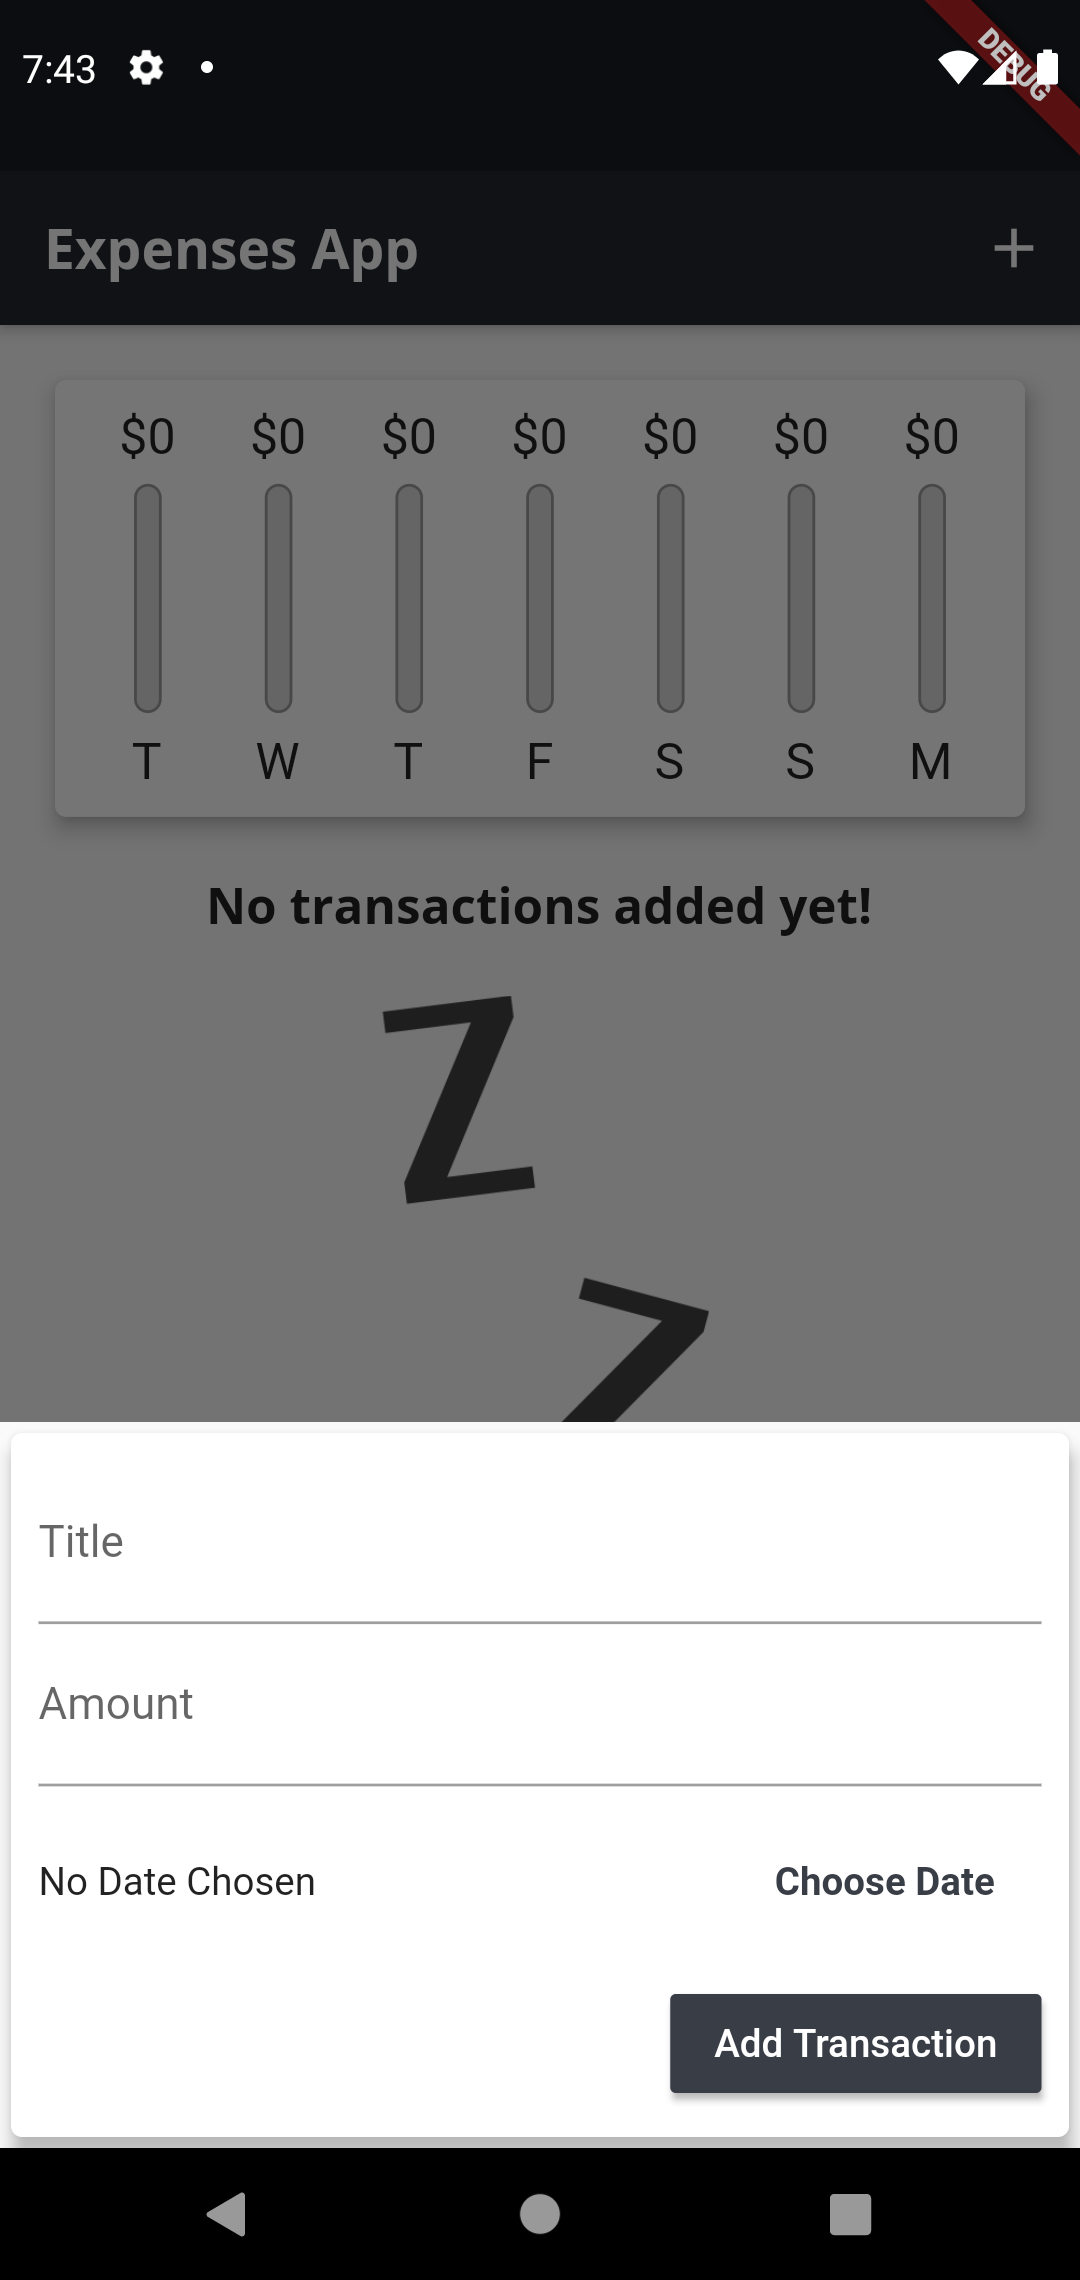 7:43
DEBUG
Expenses App
$0 $0 $0 $0 $0 $0 $0
T W T F S S M
No transactions added yet!
Z
Z
Title
Amount
No Date Chosen Choose Date
Add Transaction